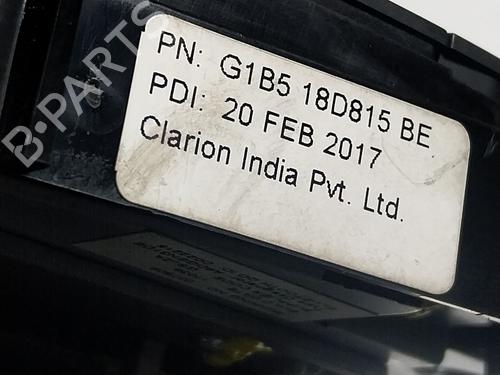 PN: G1B5 18D815 BE
PDI: 20 FEB 2017
Clarion India Pvt. Ltd.
B-PARTS